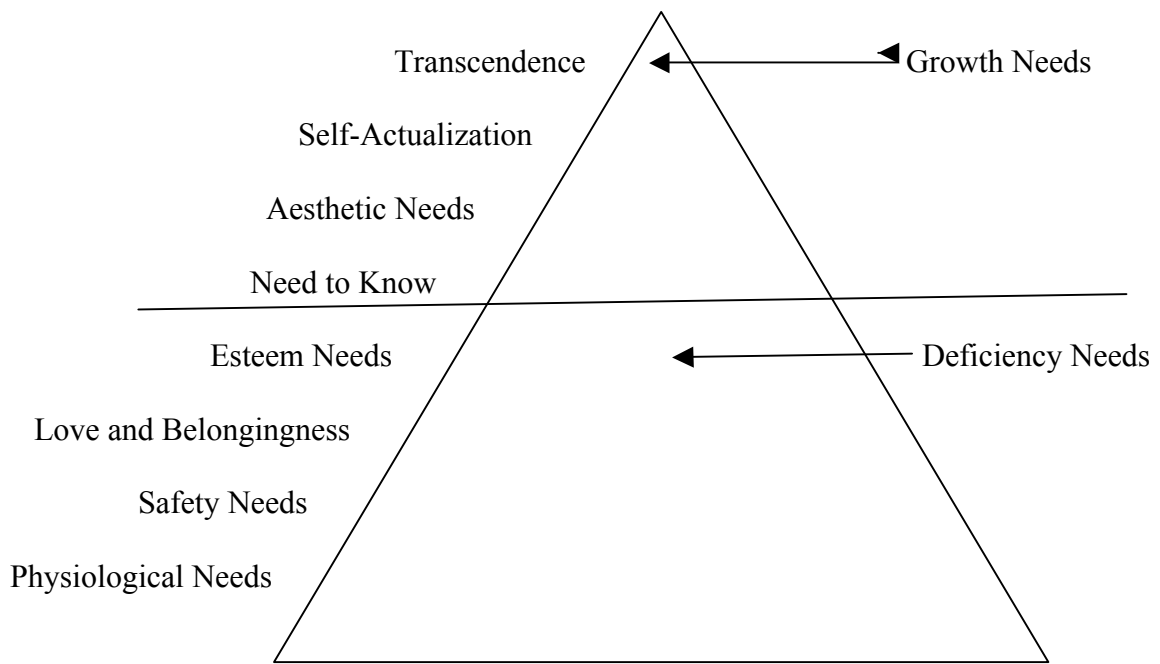 Transcendence
Growth Needs
Self-Actualization
Aesthetic Needs
Need to Know
Esteem Needs
Deficiency Needs
Love and Belongingness
Safety Needs
Physiological Needs